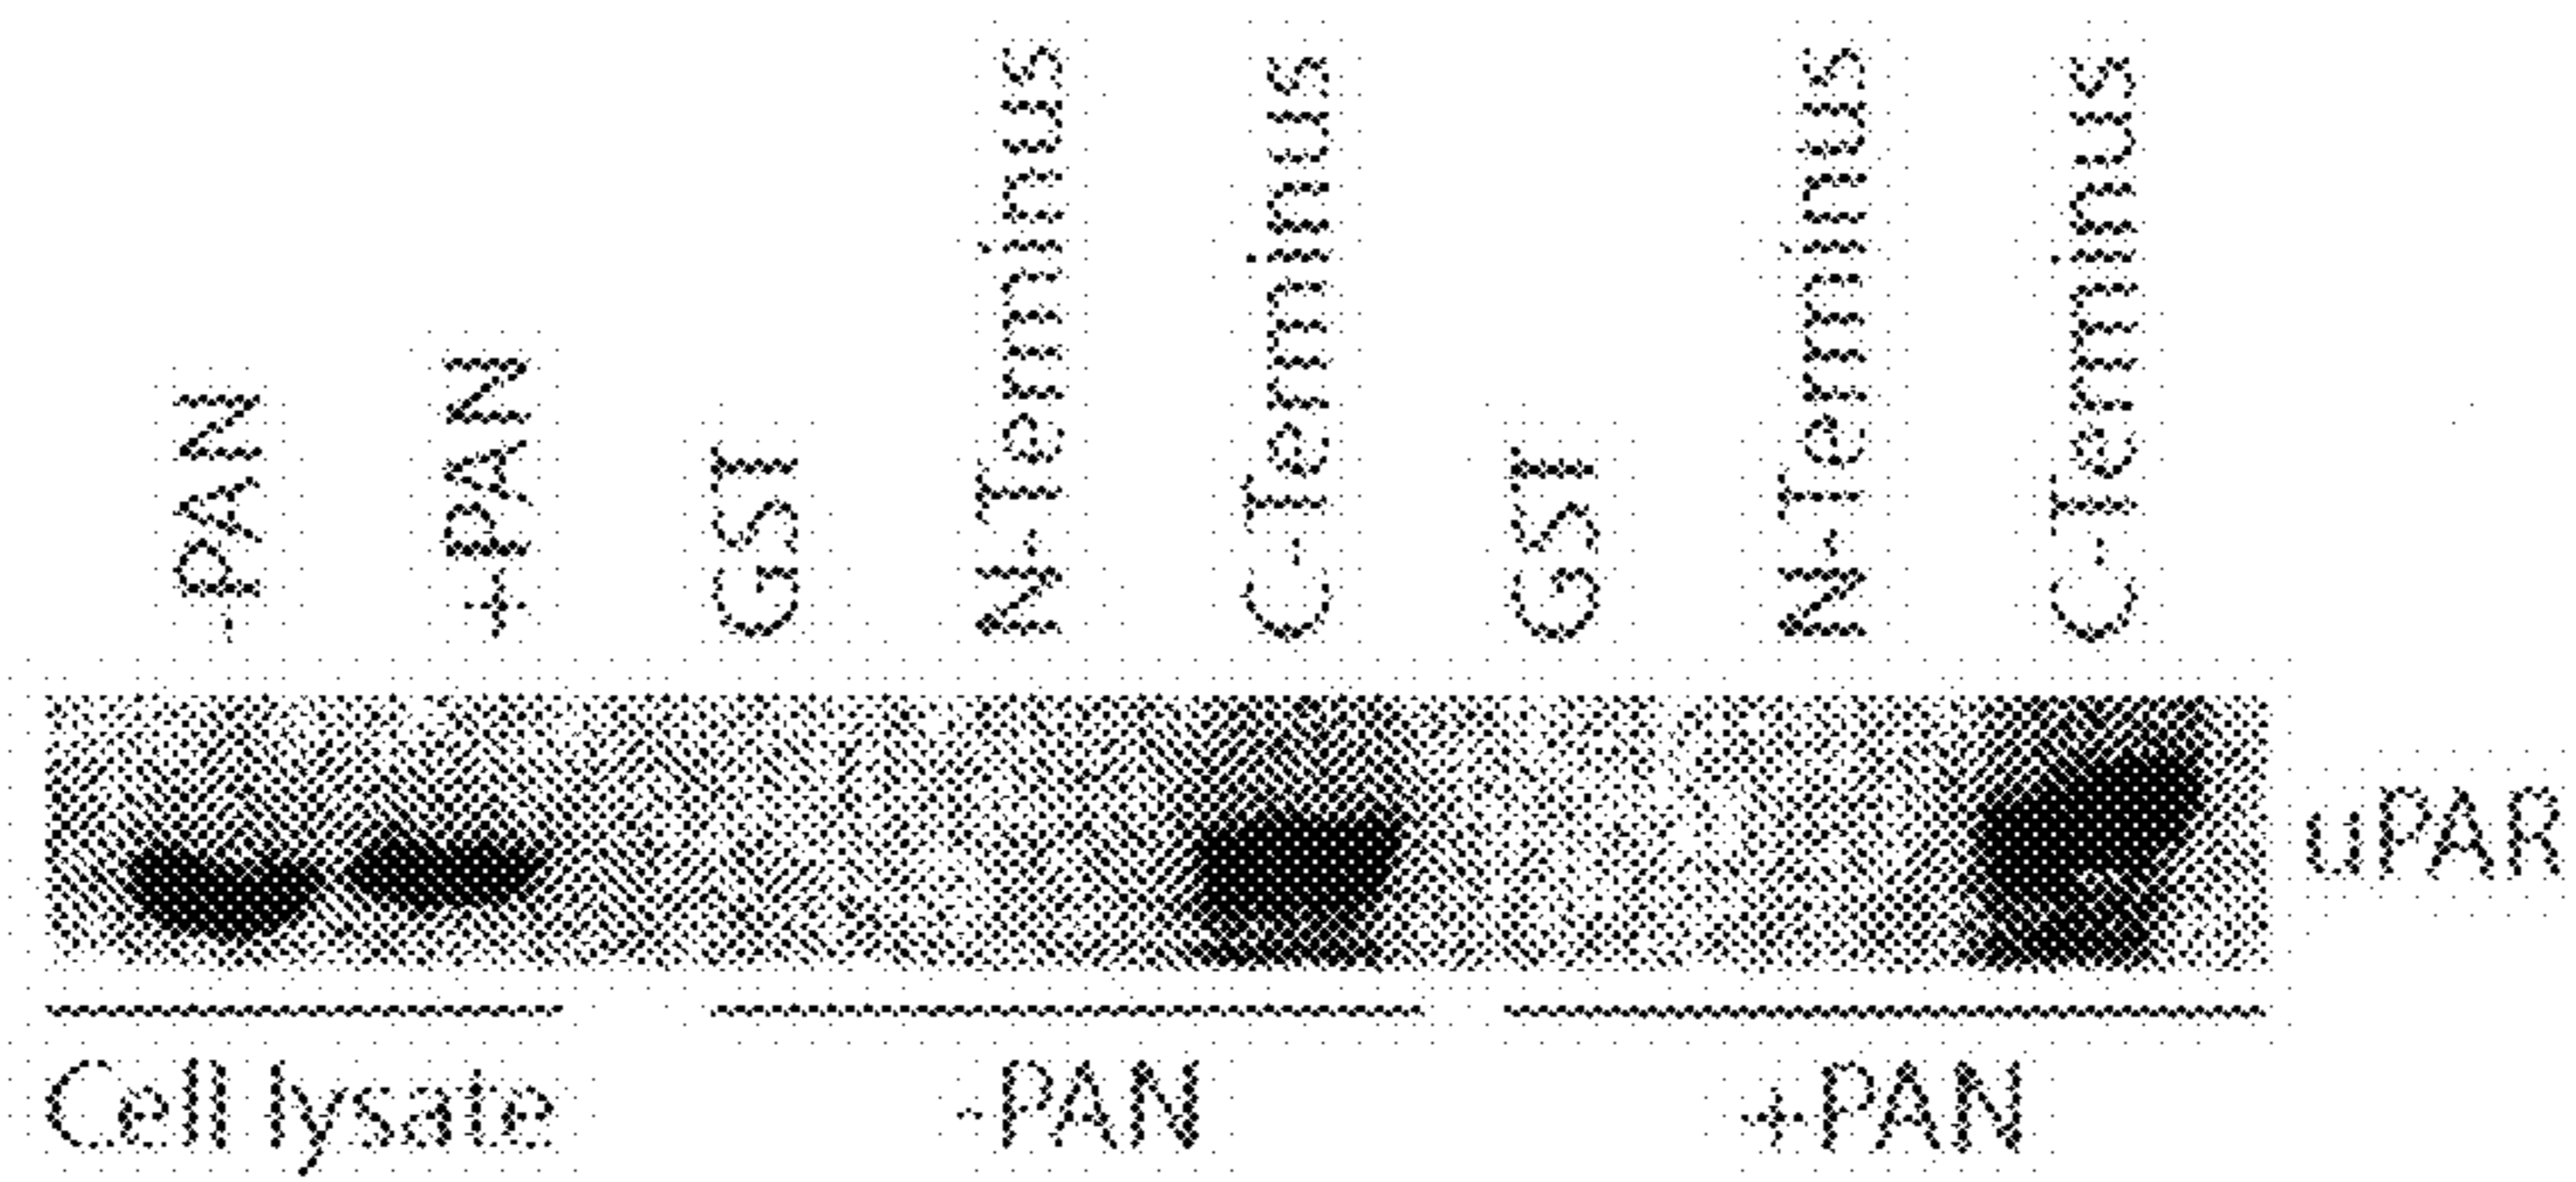 -PAN
+PAN
GST
N-Terminus
C-Terminus
GST
N-Terminus
C-Terminus
uPAR
Cell lysate
-PAN
+PAN